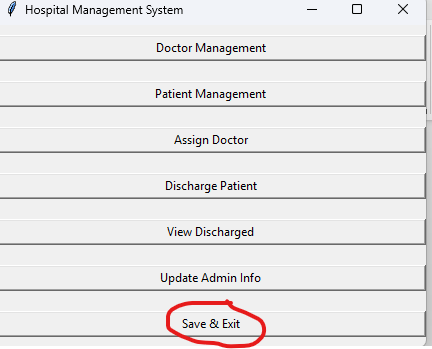 Hospital Management System
Doctor Management
Patient Management
Assign Doctor
Discharge Patient
View Discharged
Update Admin Info
Save & Exit